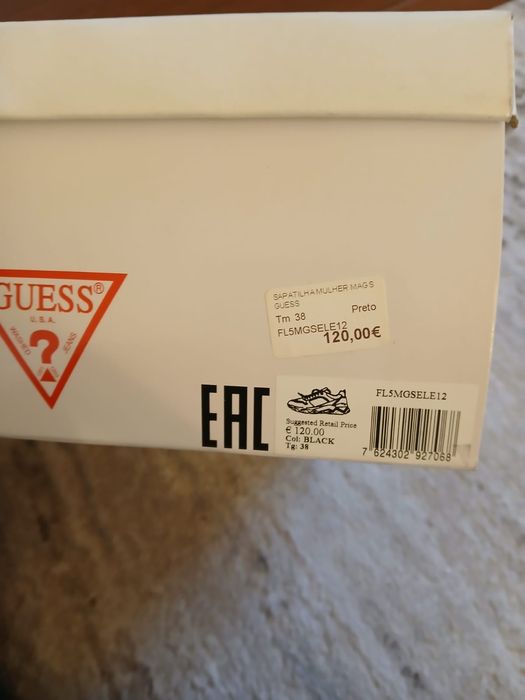 GUESS®
U.S.A.
WASHED
JEANS
?
SAPATILHA MULHER MAGS
GUESS
Tm 38 Preto
FL5MGSELE12
120,00€
EAC
FL5MGSELE12
Suggested Retail Price
€ 120.00
Col: BLACK
Tg: 38
7 624302 927068